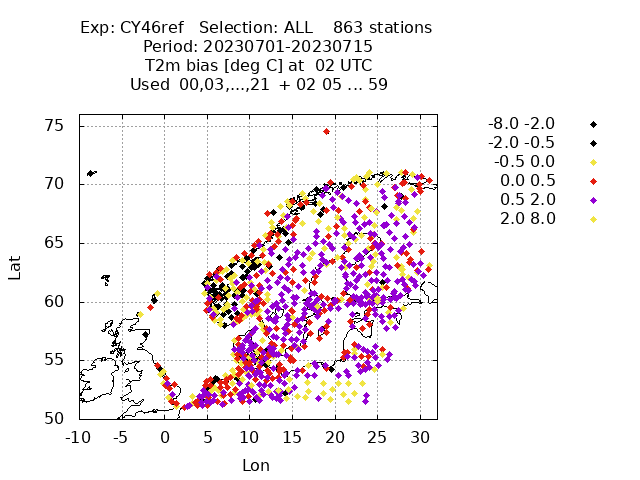 Exp: CY46ref   Selection: ALL    863 stations
Period: 20230701-20230715
T2m bias [deg C] at  02 UTC
Used  00,03,...,21  + 02 05 ... 59
75
70
65
60
55
50
Lat
-10 -5 0 5 10 15 20 25 30
Lon
-8.0 -2.0
-2.0 -0.5
-0.5 0.0
0.0 0.5
0.5 2.0
2.0 8.0